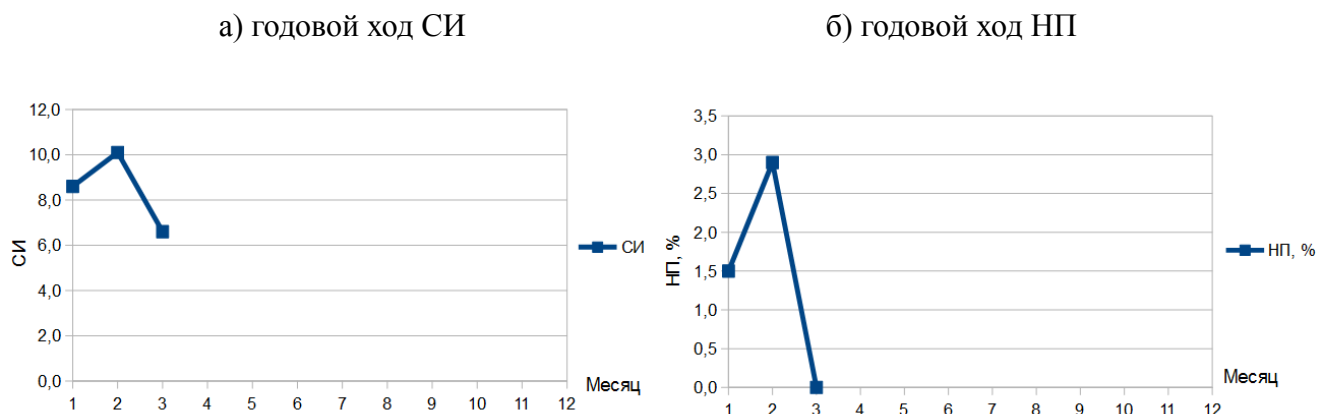 а) годовой ход СИ
б) годовой ход НП
12,0
10,0
8,0
6,0
4,0
2,0
0,0
СИ
1 2 3 4 5 6 7 8 9 10 11 12
Месяц
СИ
3,5
3,0
2,5
2,0
1,5
1,0
0,5
0,0
НП, %
1 2 3 4 5 6 7 8 9 10 11 12
Месяц
НП, %